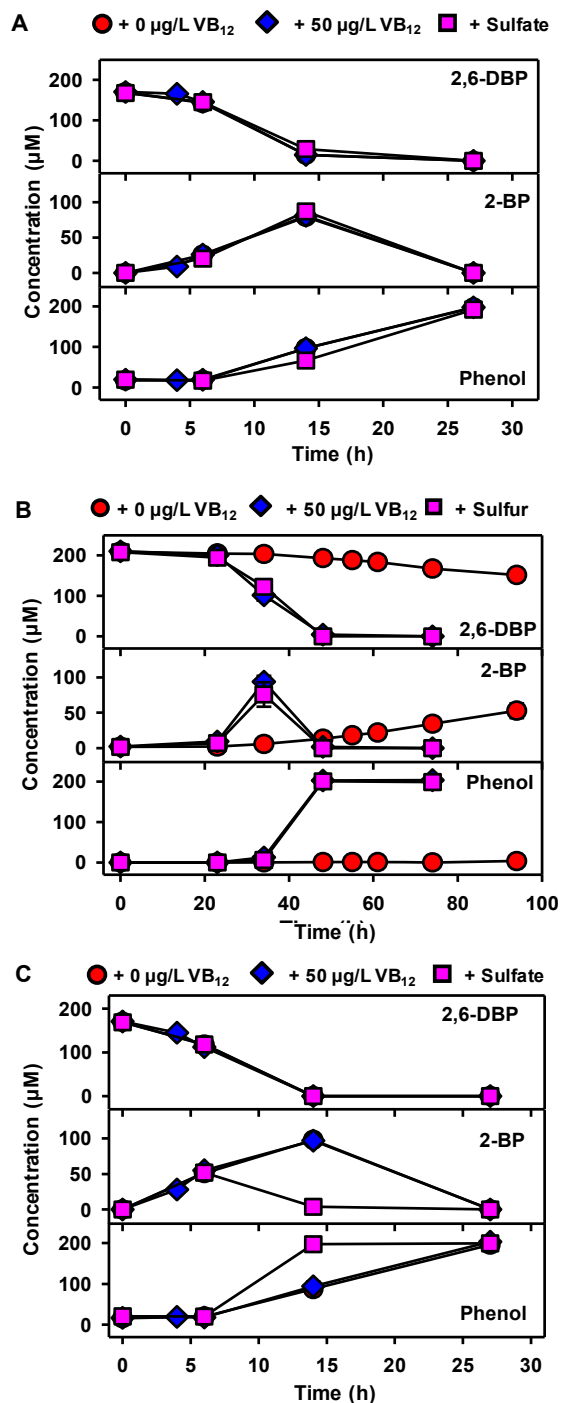 A
+ 0 µg/L VB12 + 50 µg/L VB12 + Sulfate
Concentration (µM)
200
100
0
2,6-DBP
100
50
0
2-BP
200
100
0
Phenol
0 5 10 15 20 25 30
Time (h)
B
+ 0 µg/L VB12 + 50 µg/L VB12 + Sulfur
Concentration (µM)
200
100
0
2,6-DBP
100
50
0
2-BP
200
100
0
Phenol
0 20 40 60 80 100
Time (h)
C
+ 0 µg/L VB12 + 50 µg/L VB12 + Sulfate
Concentration (µM)
200
100
0
2,6-DBP
100
50
0
2-BP
200
100
0
Phenol
0 5 10 15 20 25 30
Time (h)